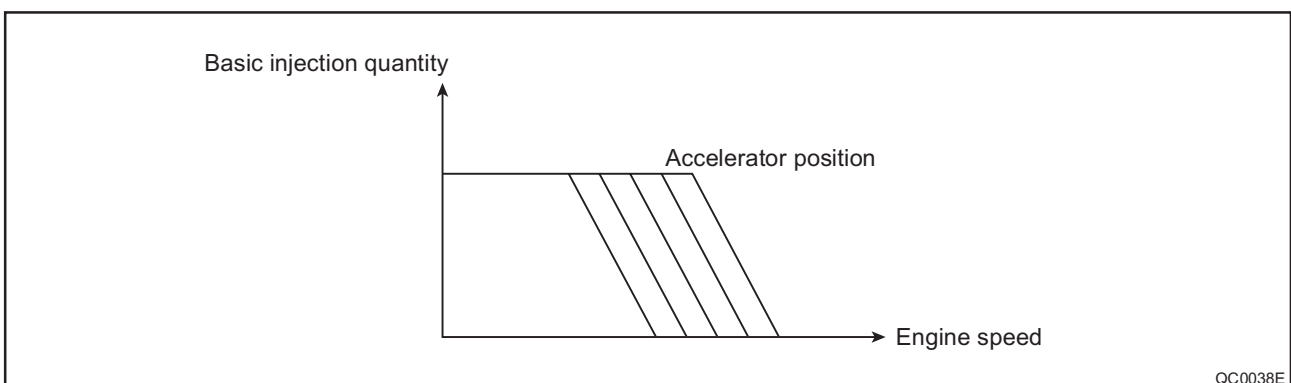 Basic injection quantity
Accelerator position
Engine speed
QC0038E